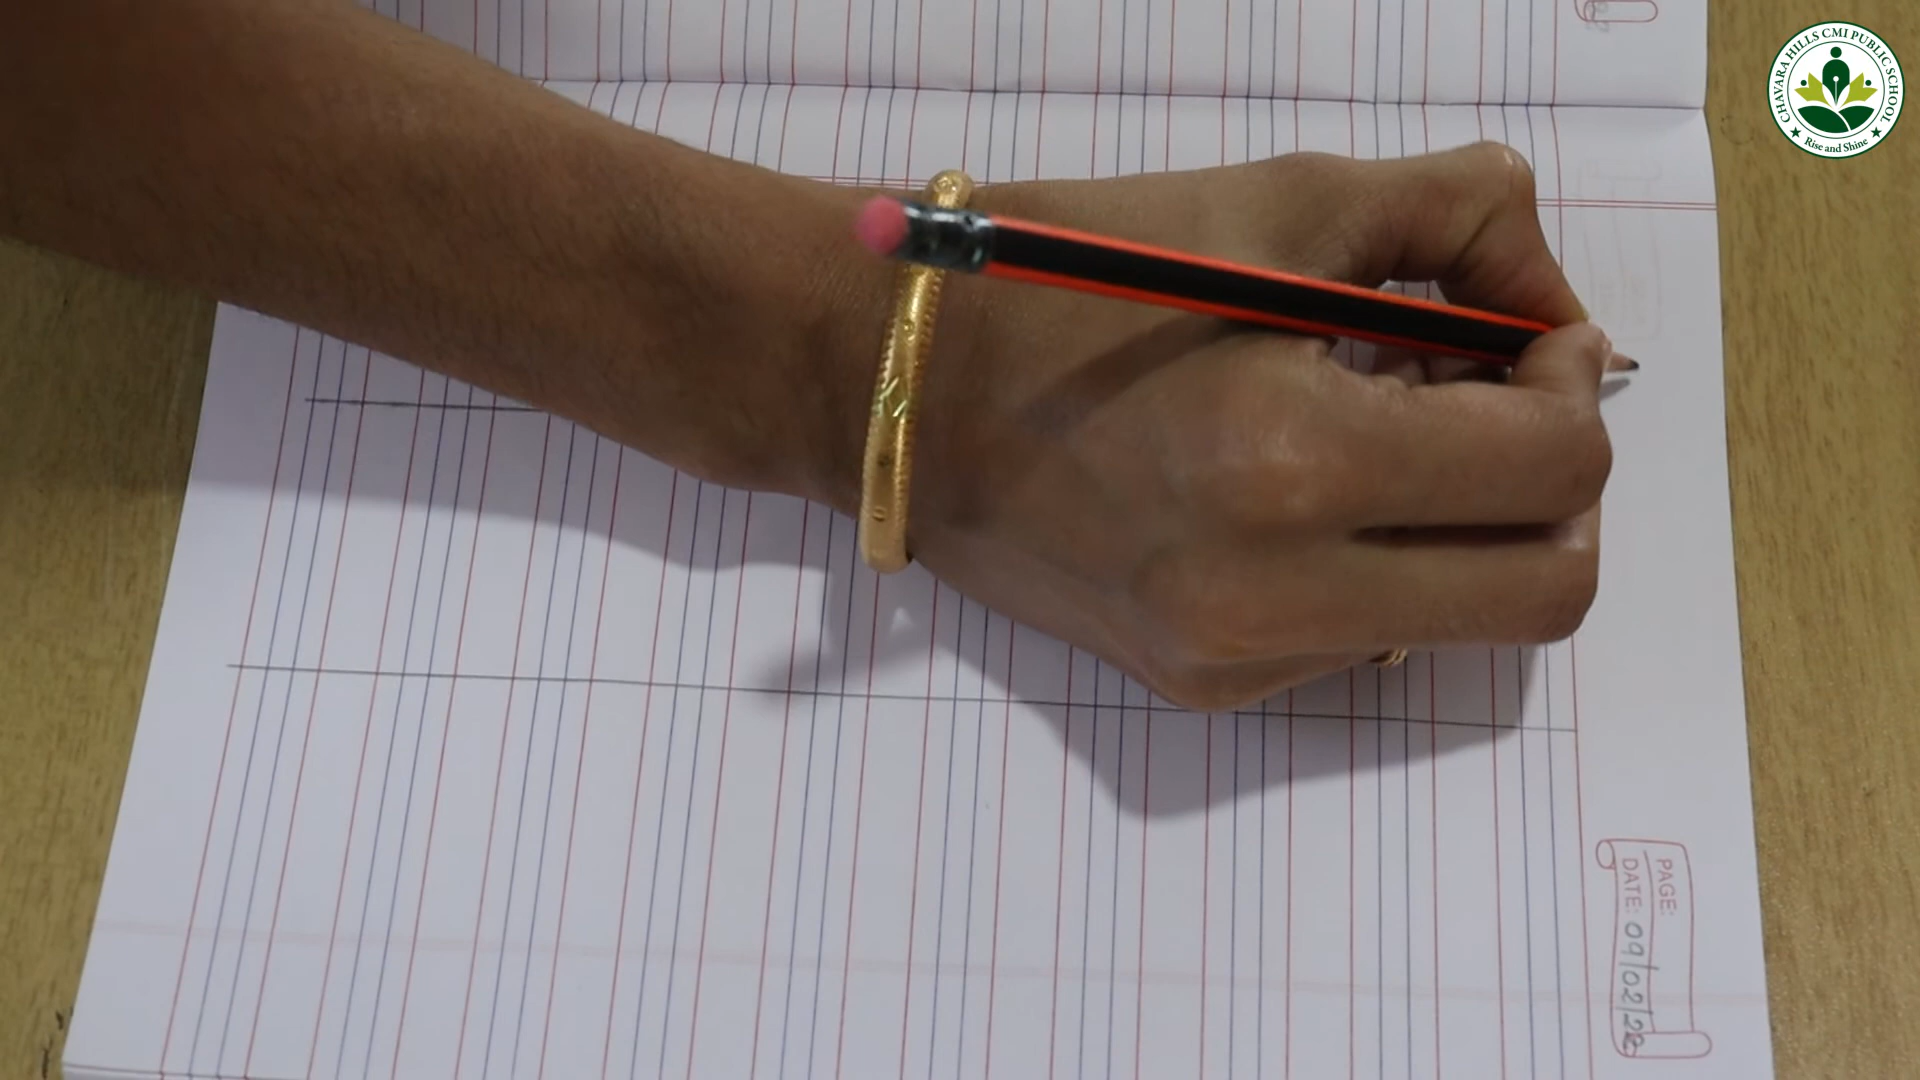 CHAVARA HILLS CMI PUBLIC SCHOOL
Rise and Shine
PAGE:
DATE: 09/02/22